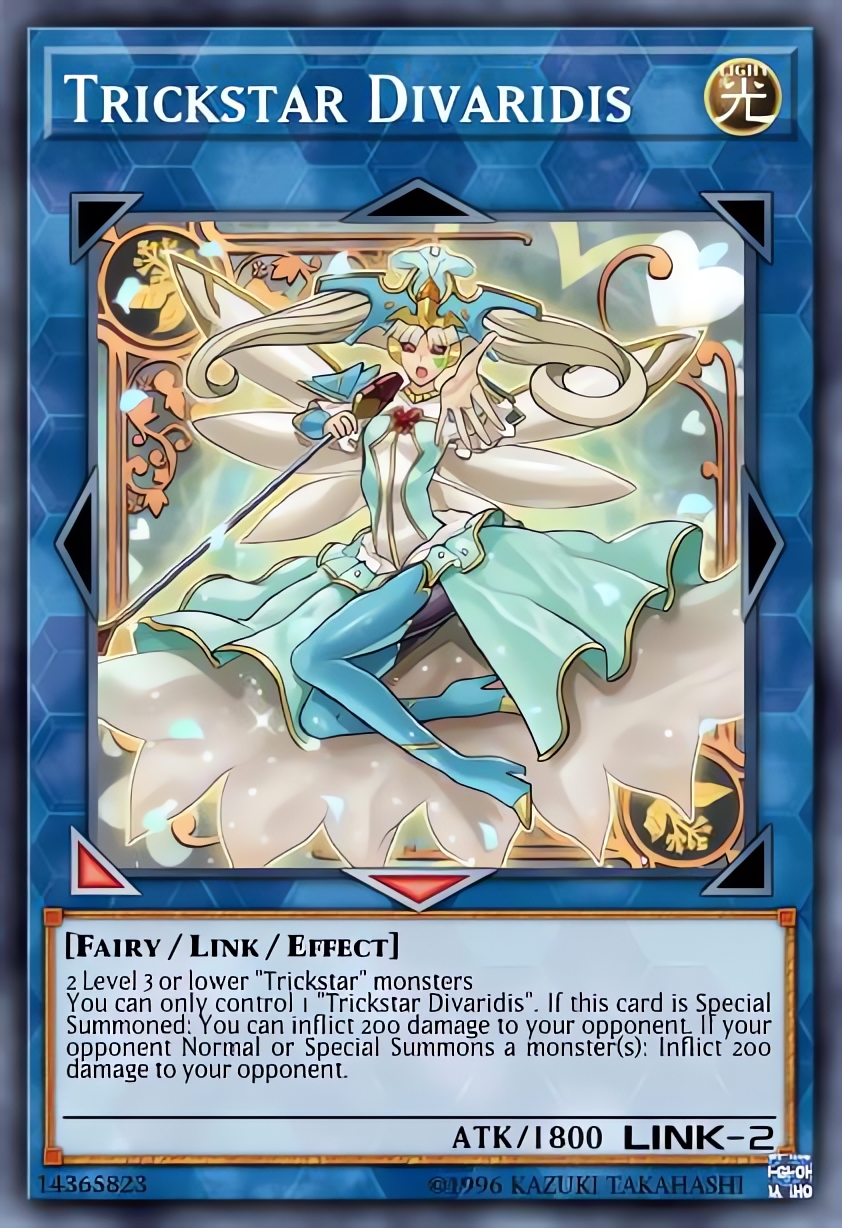 Trickstar Divaridis
LIGHT
光
[Fairy / Link / Effect]
2 Level 3 or lower "Trickstar" monsters
You can only control 1 "Trickstar Divaridis". If this card is Special
Summoned: You can inflict 200 damage to your opponent. If your
opponent Normal or Special Summons a monster(s): Inflict 200
damage to your opponent.
ATK/1800 LINK-2
14365823
©1996 KAZUKI TAKAHASHI